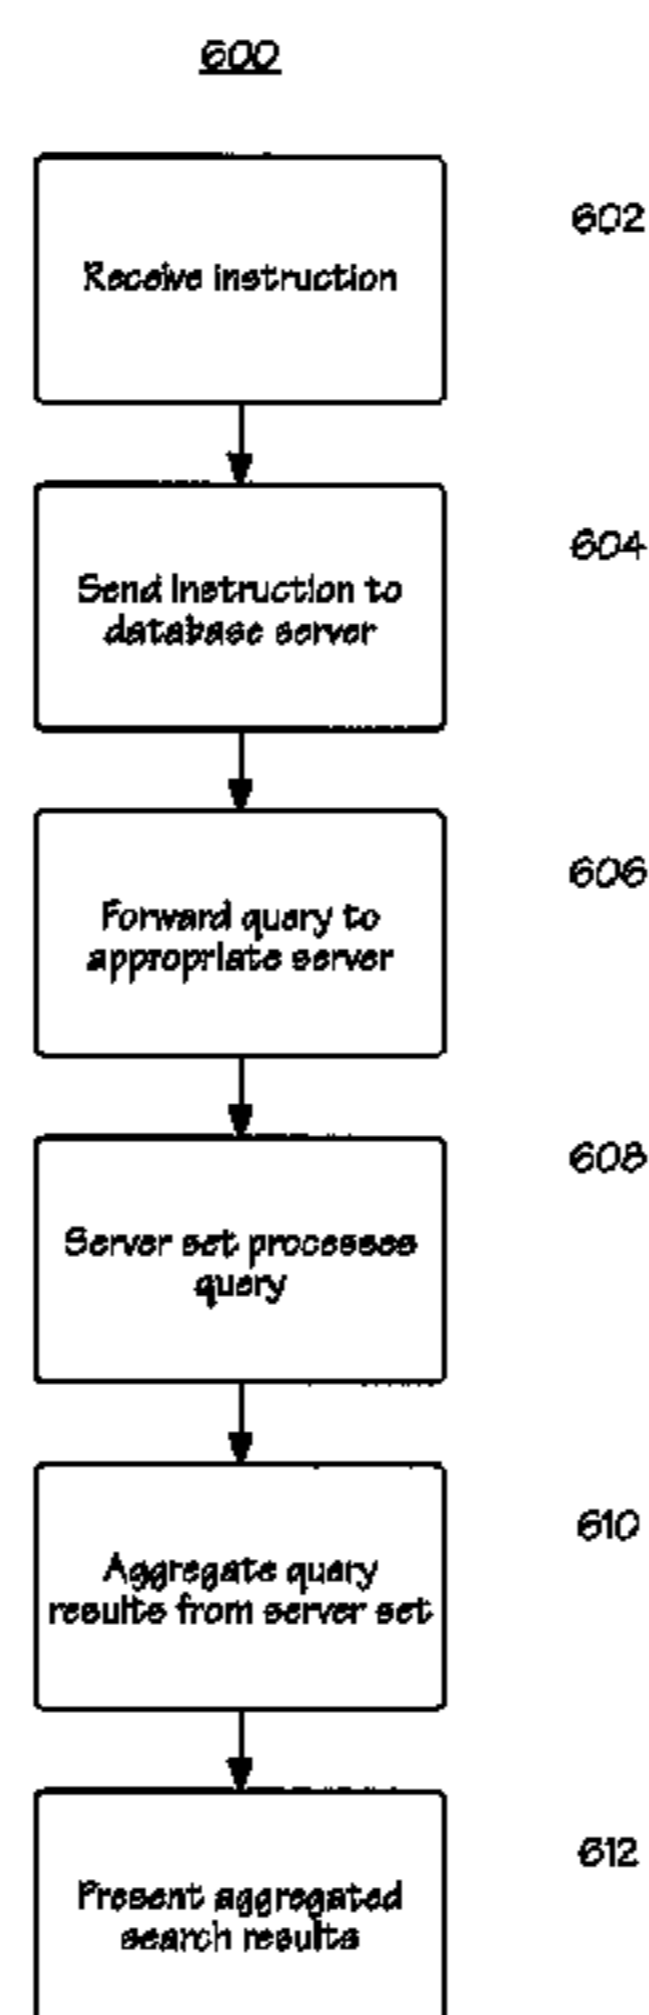 600
Receive instruction
602
Send instruction to
database server
604
Forward query to
appropriate server
606
Server set processes
query
608
Aggregate query
results from server set
610
Present aggregated
search results
612